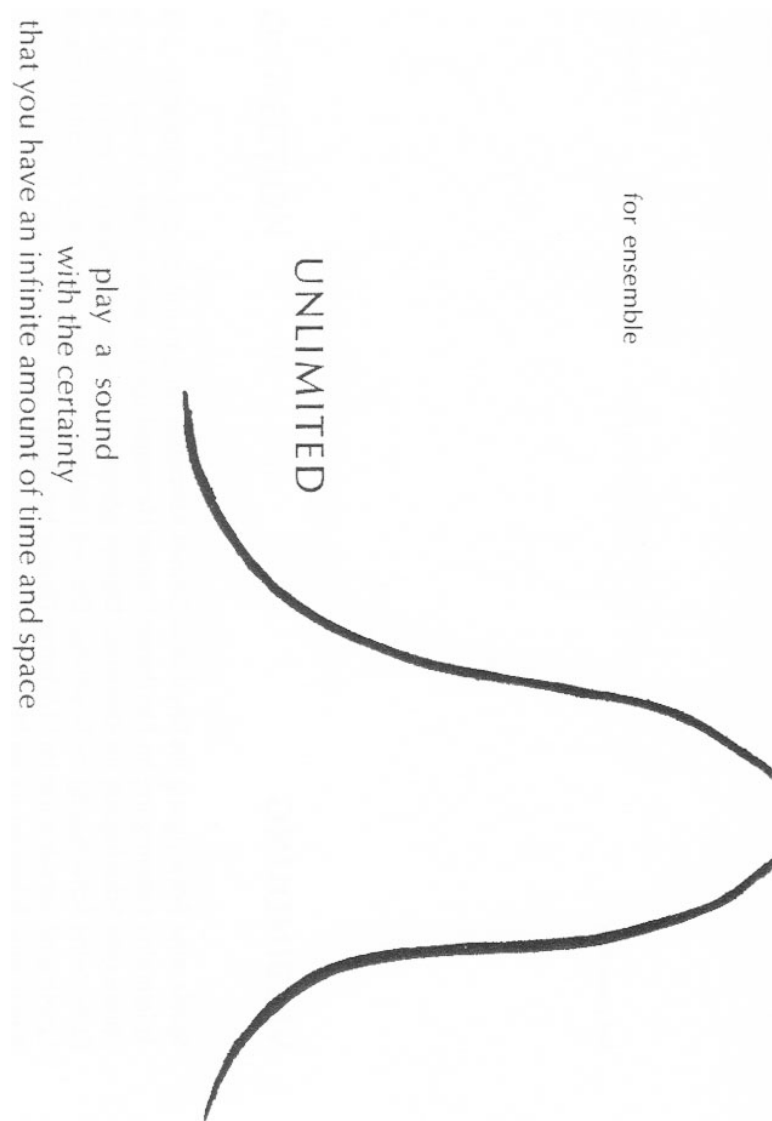 for ensemble
UNLIMITED
play a sound
with the certainty
that you have an infinite amount of time and space